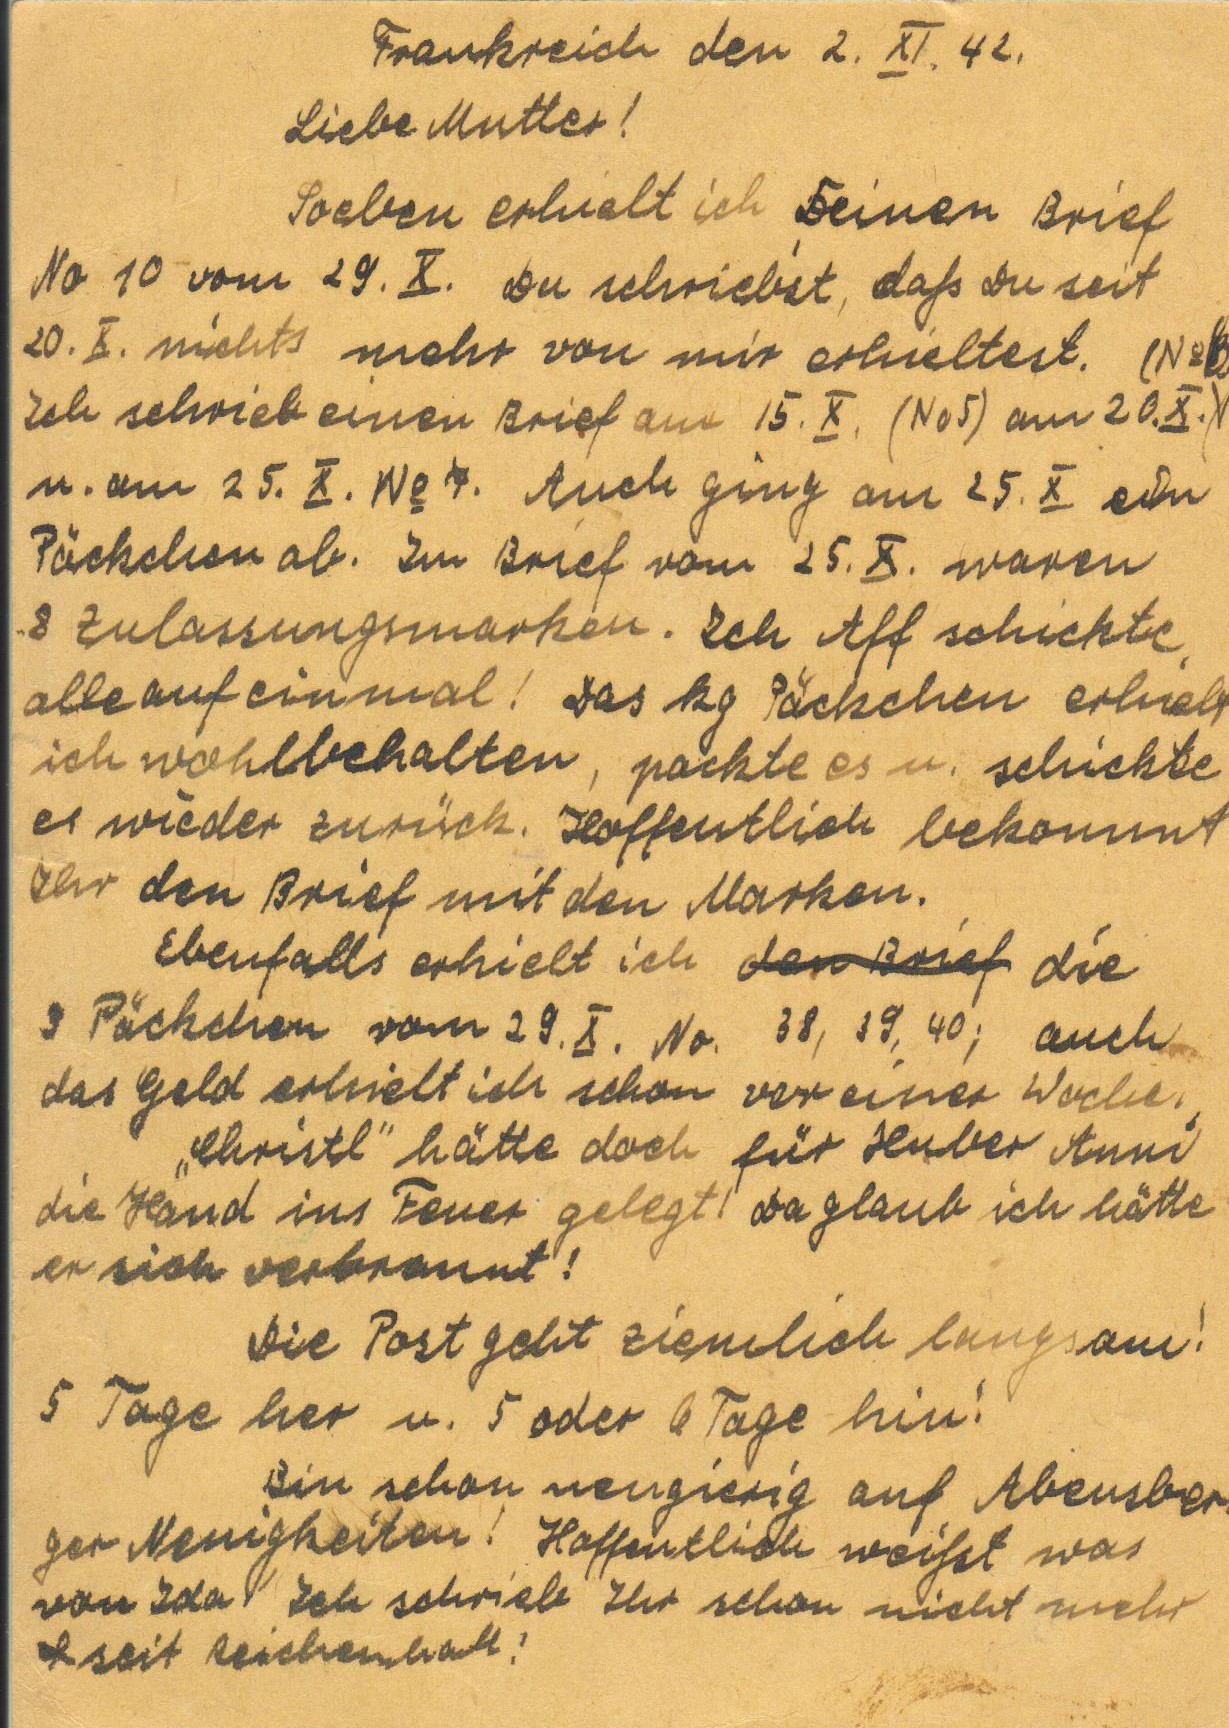 Frankreich den 2. XI. 42.
Liebe Mutter!
Soeben erhielt ich Deinen Brief
No 10 vom 29. X. Du schriebst, daß Du seit
20. X. nichts mehr von mir erhieltest. (No
Ich schrieb einen Brief am 15. X. (No5) am 20. X.)
u. am 25. X. No 7. Auch ging am 25. X ein
Päckchen ab. Im Brief vom 25. X. waren
8 Zulassungsmarken. Ich Aff schickte
alle auf einmal! Das kg Päckchen erhielt
ich wohlbehalten, packte es u. schickte
es wieder zurück. Hoffentlich bekommt
Ihr den Brief mit den Marken.
Ebenfalls erhielt ich den Brief die
3 Päckchen vom 29. X. No. 38, 39, 40; auch
das Geld erhielt ich schon vor einer Woche.
„Christl" hätte doch für Huber Anni
die Hand ins Feuer gelegt! Da glaub ich hätte
er sich verbrannt!
Die Post geht ziemlich langsam!
5 Tage her u. 5 oder 6 Tage hin!
Bin schon neugierig auf Abensber-
ger Neuigkeiten! Hoffentlich weißt was
von Ida! Ich schrieb Ihr schon nicht mehr
seit Reichenhall!